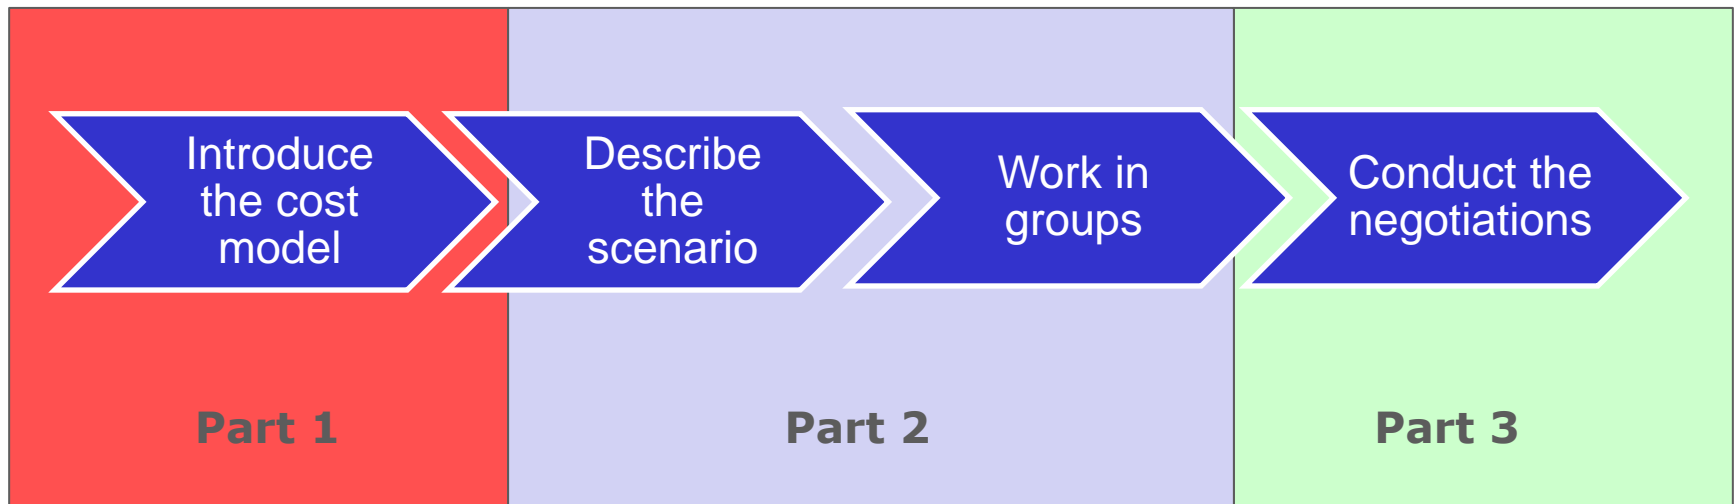 Introduce
the cost
model
Describe
the
scenario
Work in
groups
Conduct the
negotiations
Part 1
Part 2
Part 3